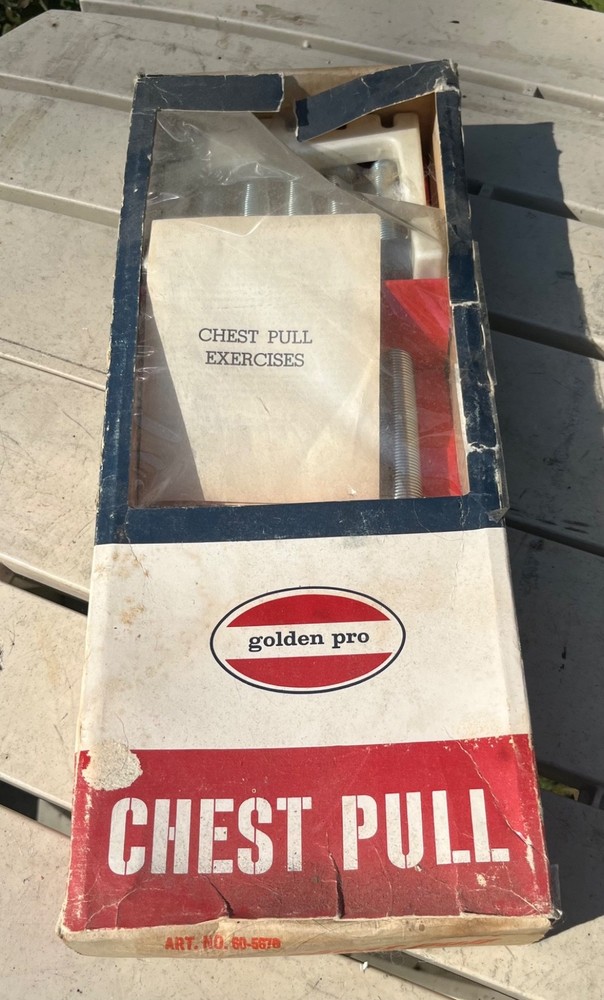 CHEST PULL
EXERCISES
golden pro
CHEST PULL
ART. NO. 60-5670